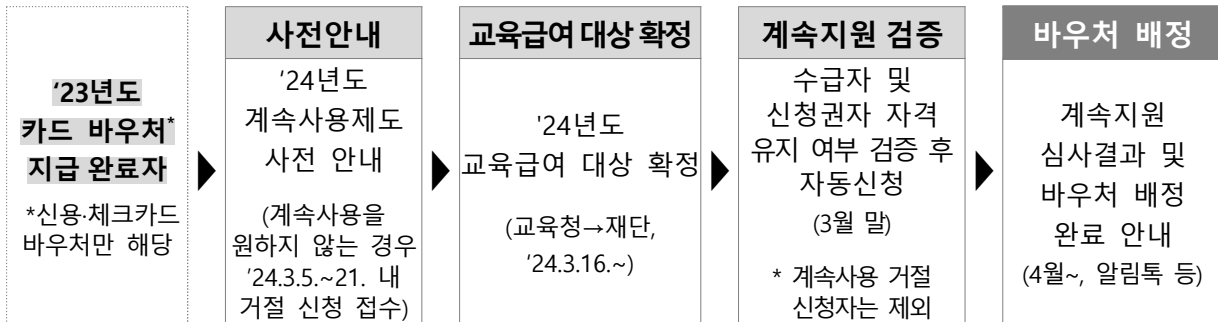 ‘23년도
카드 바우처*
지급 완료자
*신용·체크카드
바우처만 해당
사전안내
‘24년도
계속사용제도
사전 안내
(계속사용을
원하지 않는 경우
’24.3.5.~21. 내
거절 신청 접수)
교육급여 대상 확정
'24년도
교육급여 대상 확정
(교육청→재단,
‘24.3.16.~)
계속지원 검증
수급자 및
신청권자 자격
유지 여부 검증 후
자동신청
(3월 말)
* 계속사용 거절
신청자는 제외
바우처 배정
계속지원
심사결과 및
바우처 배정
완료 안내
(4월~, 알림톡 등)